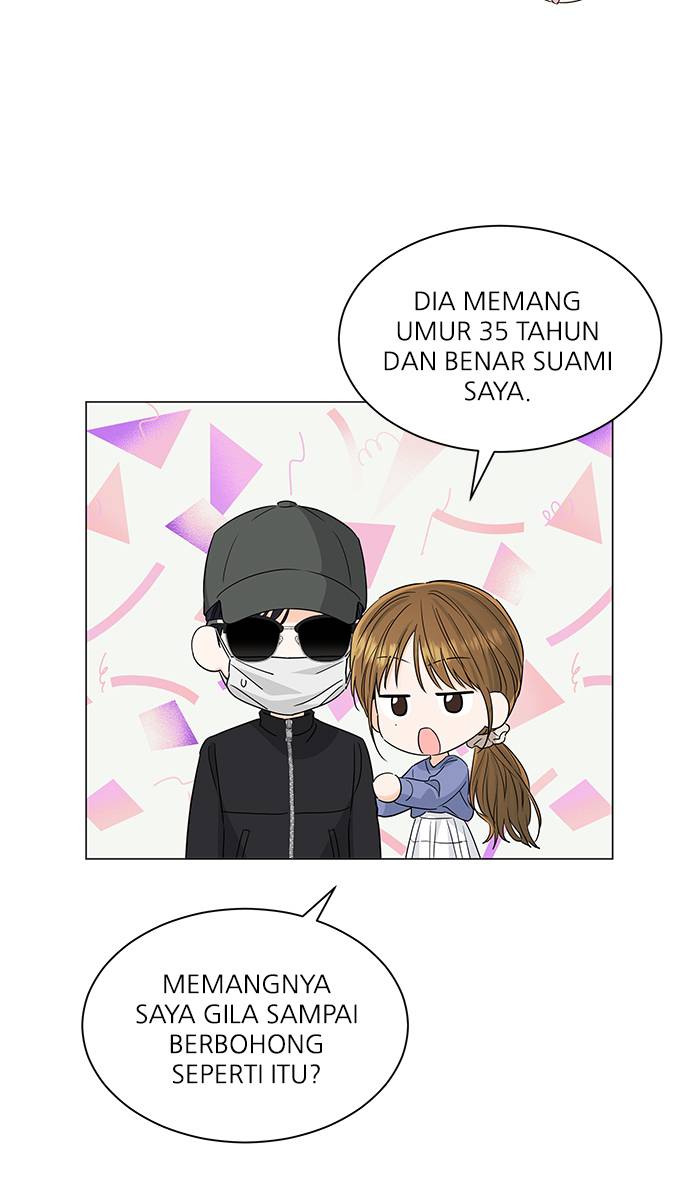 DIA MEMANG
UMUR 35 TAHUN
DAN BENAR SUAMI
SAYA.
MEMANGNYA
SAYA GILA SAMPAI
BERBOHONG
SEPERTI ITU?